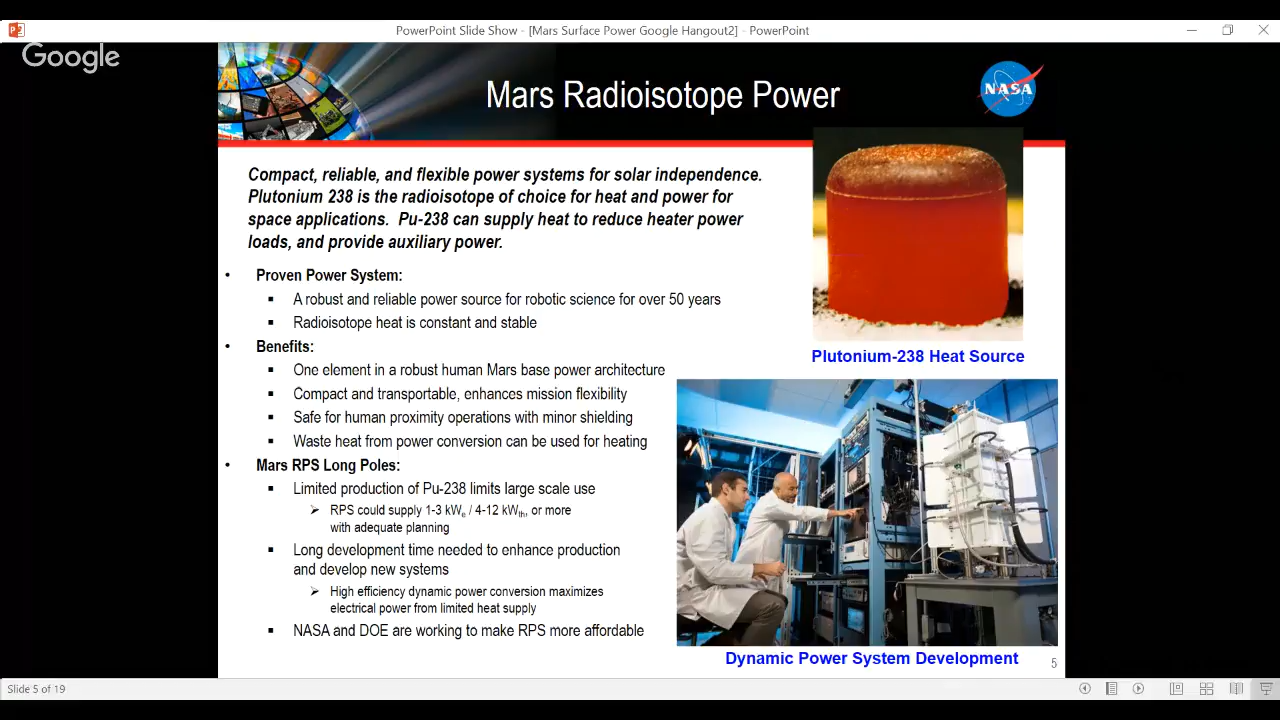 PowerPoint Slide Show - [Mars Surface Power Google Hangout2] - PowerPoint
Google
Mars Radioisotope Power
NASA
Compact, reliable, and flexible power systems for solar independence.
Plutonium 238 is the radioisotope of choice for heat and power for
space applications. Pu-238 can supply heat to reduce heater power
loads, and provide auxiliary power.
• Proven Power System:
▪ A robust and reliable power source for robotic science for over 50 years
▪ Radioisotope heat is constant and stable
• Benefits:
▪ One element in a robust human Mars base power architecture
▪ Compact and transportable, enhances mission flexibility
▪ Safe for human proximity operations with minor shielding
▪ Waste heat from power conversion can be used for heating
• Mars RPS Long Poles:
▪ Limited production of Pu-238 limits large scale use
➢ RPS could supply 1-3 kWe / 4-12 kWth, or more
with adequate planning
▪ Long development time needed to enhance production
and develop new systems
➢ High efficiency dynamic power conversion maximizes
electrical power from limited heat supply
▪ NASA and DOE are working to make RPS more affordable
Plutonium-238 Heat Source
Dynamic Power System Development
5
Slide 5 of 19